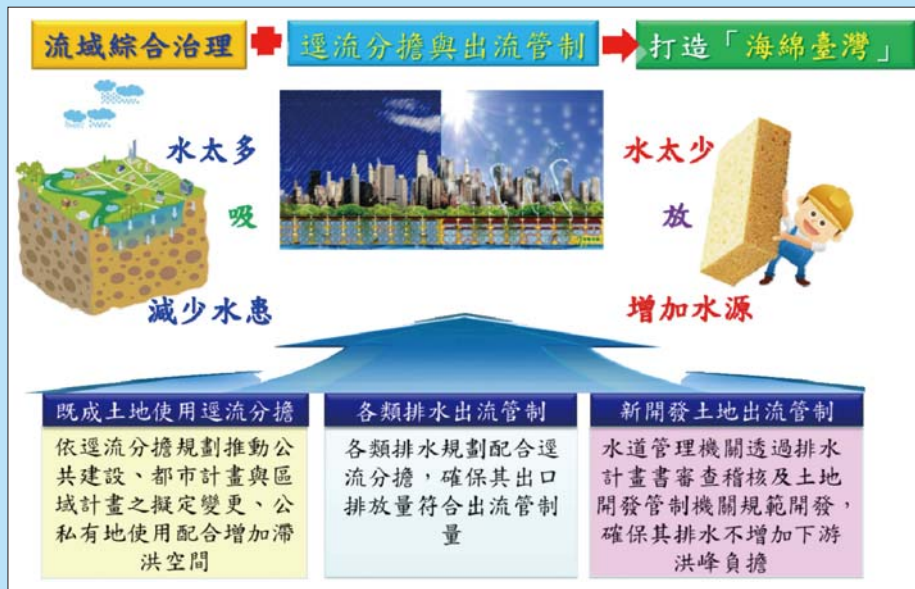 流域綜合治理
逕流分擔與出流管制
打造「海綿臺灣」
水太多
吸
減少水患
水太少
放
增加水源
既成土地使用逕流分擔
依逕流分擔規劃推動公
共建設、都市計畫與區
域計畫之擬定變更、公
私有地使用配合增加滯
洪空間
各類排水出流管制
各類排水規劃配合逕
流分擔，確保其出口
排放量符合出流管制
量
新開發土地出流管制
水道管理機關透過排水
計畫書審查稽核及土地
開發管制機關規範開發，
確保其排水不增加下游
洪峰負擔